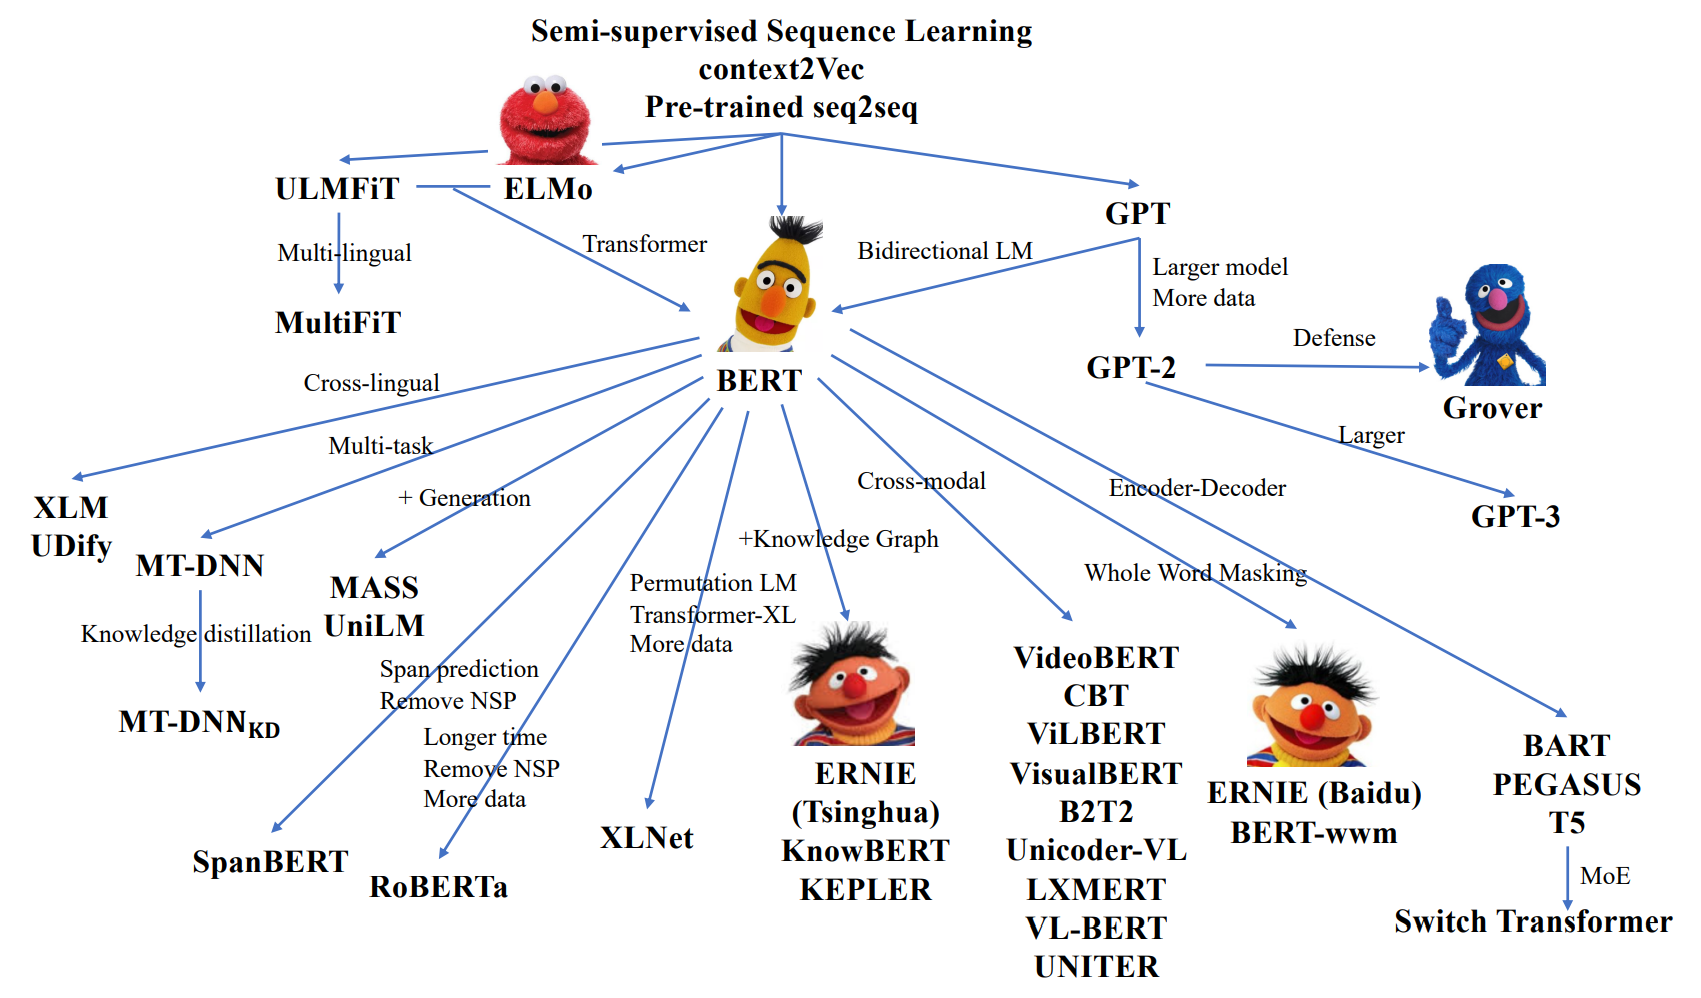 Semi-supervised Sequence Learning
context2Vec
Pre-trained seq2seq
ULMFiT
ELMo
GPT
Transformer
Bidirectional LM
Multi-lingual
Larger model
More data
MultiFiT
Defense
BERT
GPT-2
Grover
Cross-lingual
Larger
Multi-task
+ Generation
Cross-modal
Encoder-Decoder
XLM
UDify
GPT-3
+Knowledge Graph
MT-DNN
Whole Word Masking
MASS
UniLM
Permutation LM
Transformer-XL
More data
Knowledge distillation
Span prediction
Remove NSP
MT-DNN_KD
Longer time
Remove NSP
More data
SpanBERT
RoBERTa
XLNet
ERNIE
(Tsinghua)
KnowBERT
KEPLER
VideoBERT
CBT
ViLBERT
VisualBERT
B2T2
Unicoder-VL
LXMERT
VL-BERT
UNITER
ERNIE (Baidu)
BERT-wwm
BART
PEGASUS
T5
MoE
Switch Transformer